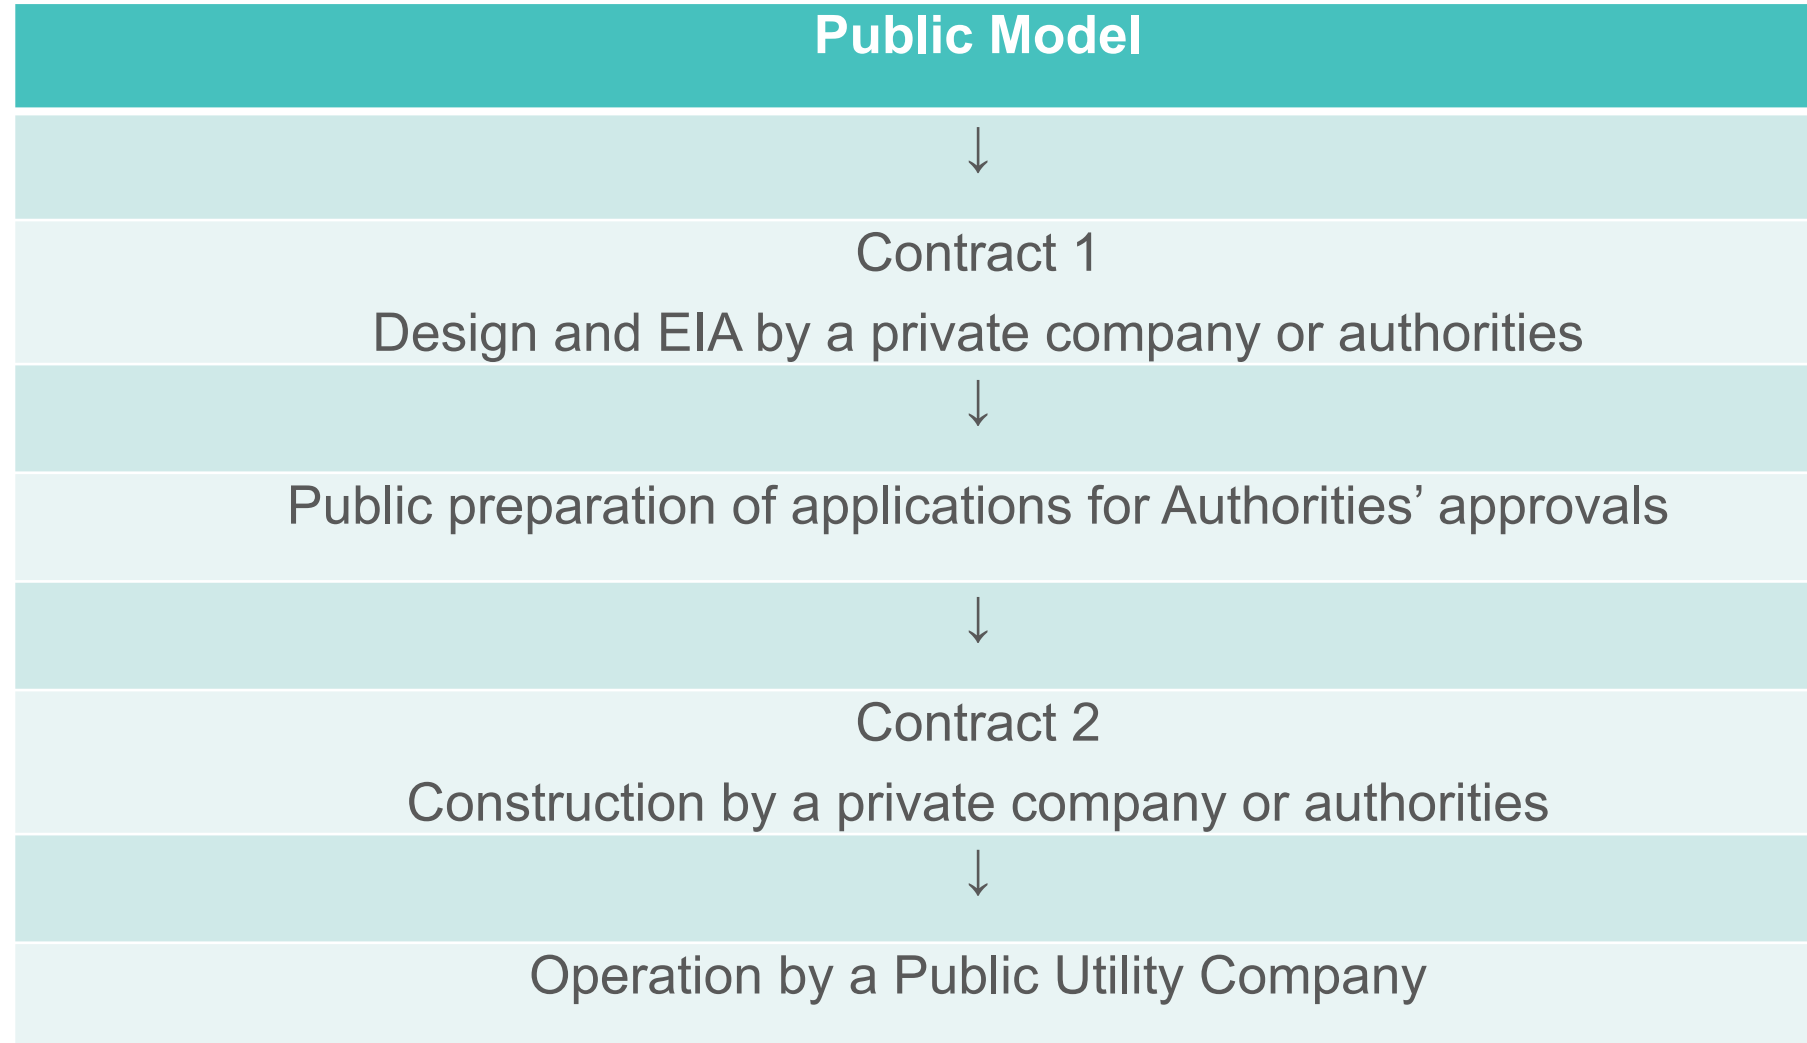 Public Model
↓
Contract 1
Design and EIA by a private company or authorities
↓
Public preparation of applications for Authorities’ approvals
↓
Contract 2
Construction by a private company or authorities
↓
Operation by a Public Utility Company